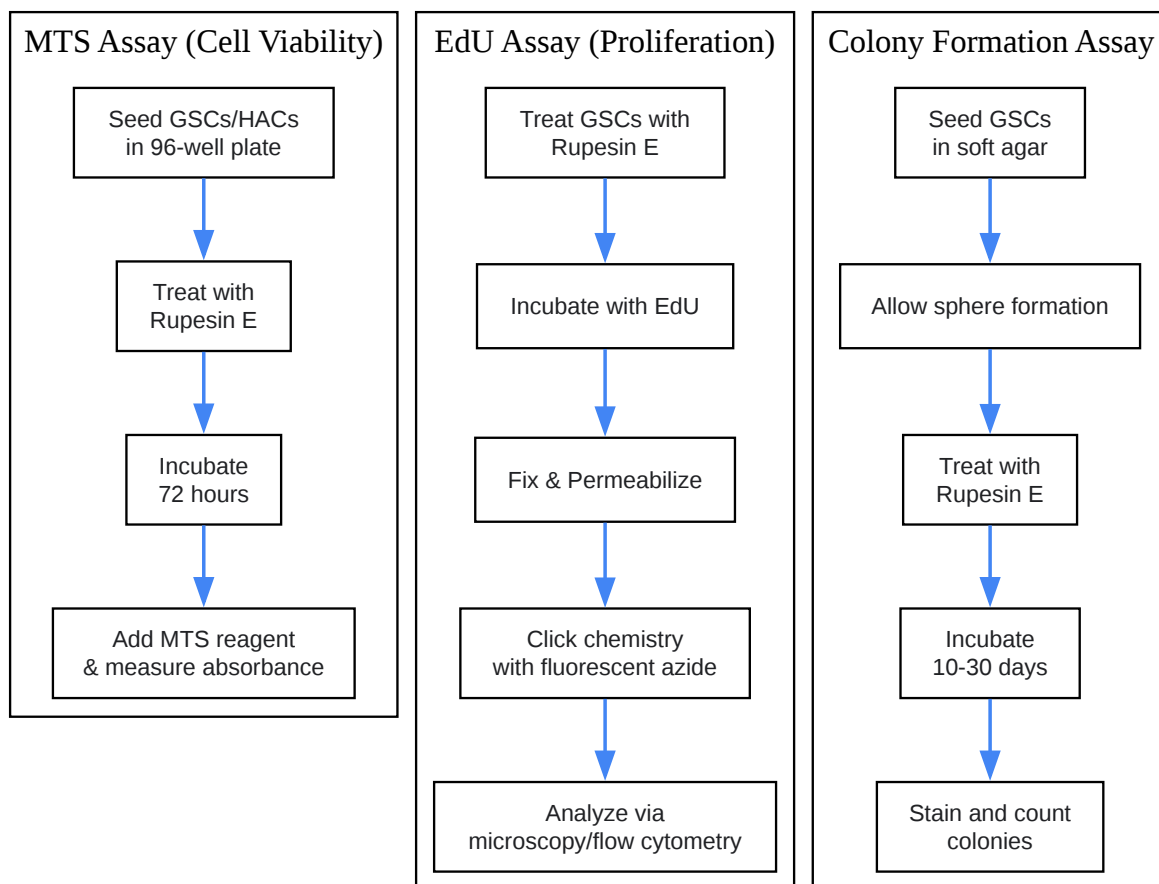 MTS Assay (Cell Viability)
Seed GSCs/HACs
in 96-well plate
Treat with
Rupesin E
Incubate
72 hours
Add MTS reagent
& measure absorbance
EdU Assay (Proliferation)
Treat GSCs with
Rupesin E
Incubate with EdU
Fix & Permeabilize
Click chemistry
with fluorescent azide
Analyze via
microscopy/flow cytometry
Colony Formation Assay
Seed GSCs
in soft agar
Allow sphere formation
Treat with
Rupesin E
Incubate
10-30 days
Stain and count
colonies